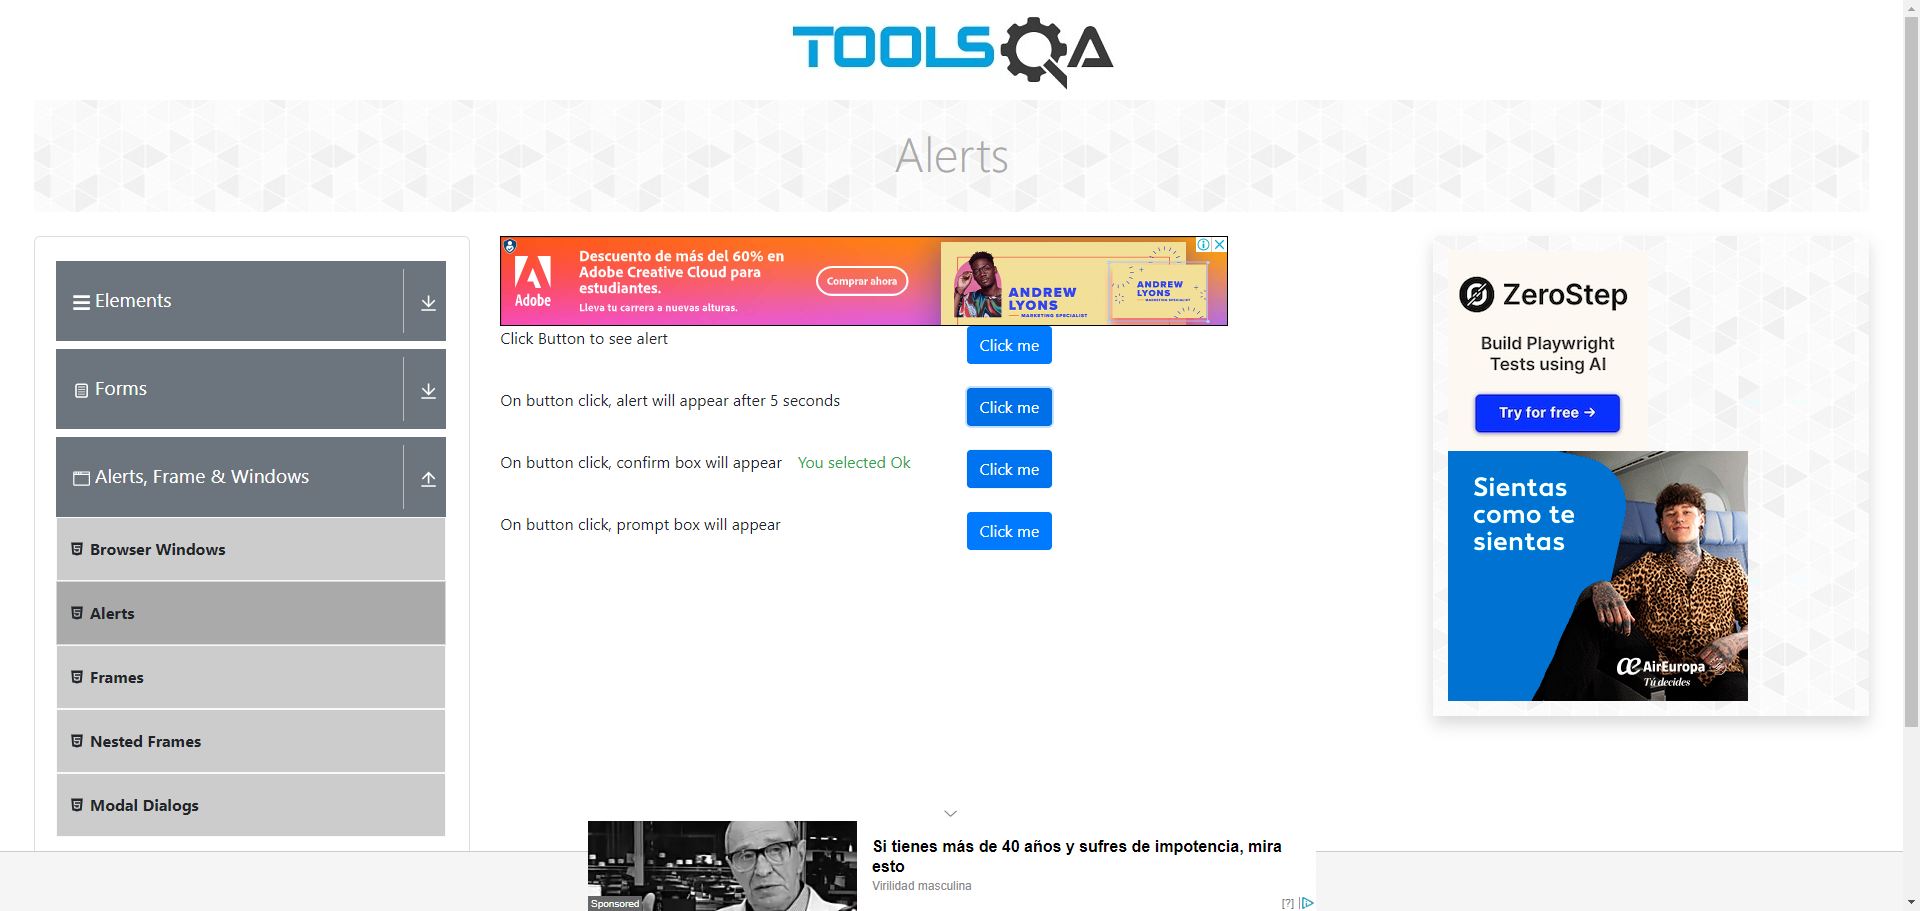 TOOLSQA
Alerts
Elements
Forms
Alerts, Frame & Windows
Browser Windows
Alerts
Frames
Nested Frames
Modal Dialogs
Adobe
Descuento de más del 60% en
Adobe Creative Cloud para
estudiantes.
Lleva tu carrera a nuevas alturas.
Comprar ahora
ANDREW
LYONS
MARKETING SPECIALIST
ANDREW
LYONS
MARKETING SPECIALIST
Click Button to see alert
Click me
On button click, alert will appear after 5 seconds
Click me
On button click, confirm box will appear You selected Ok
Click me
On button click, prompt box will appear
Click me
ZeroStep
Build Playwright
Tests using AI
Try for free →
Sientas
como te
sientas
AirEuropa
Tú decides
Si tienes más de 40 años y sufres de impotencia, mira
esto
Virilidad masculina
Sponsored
[?]